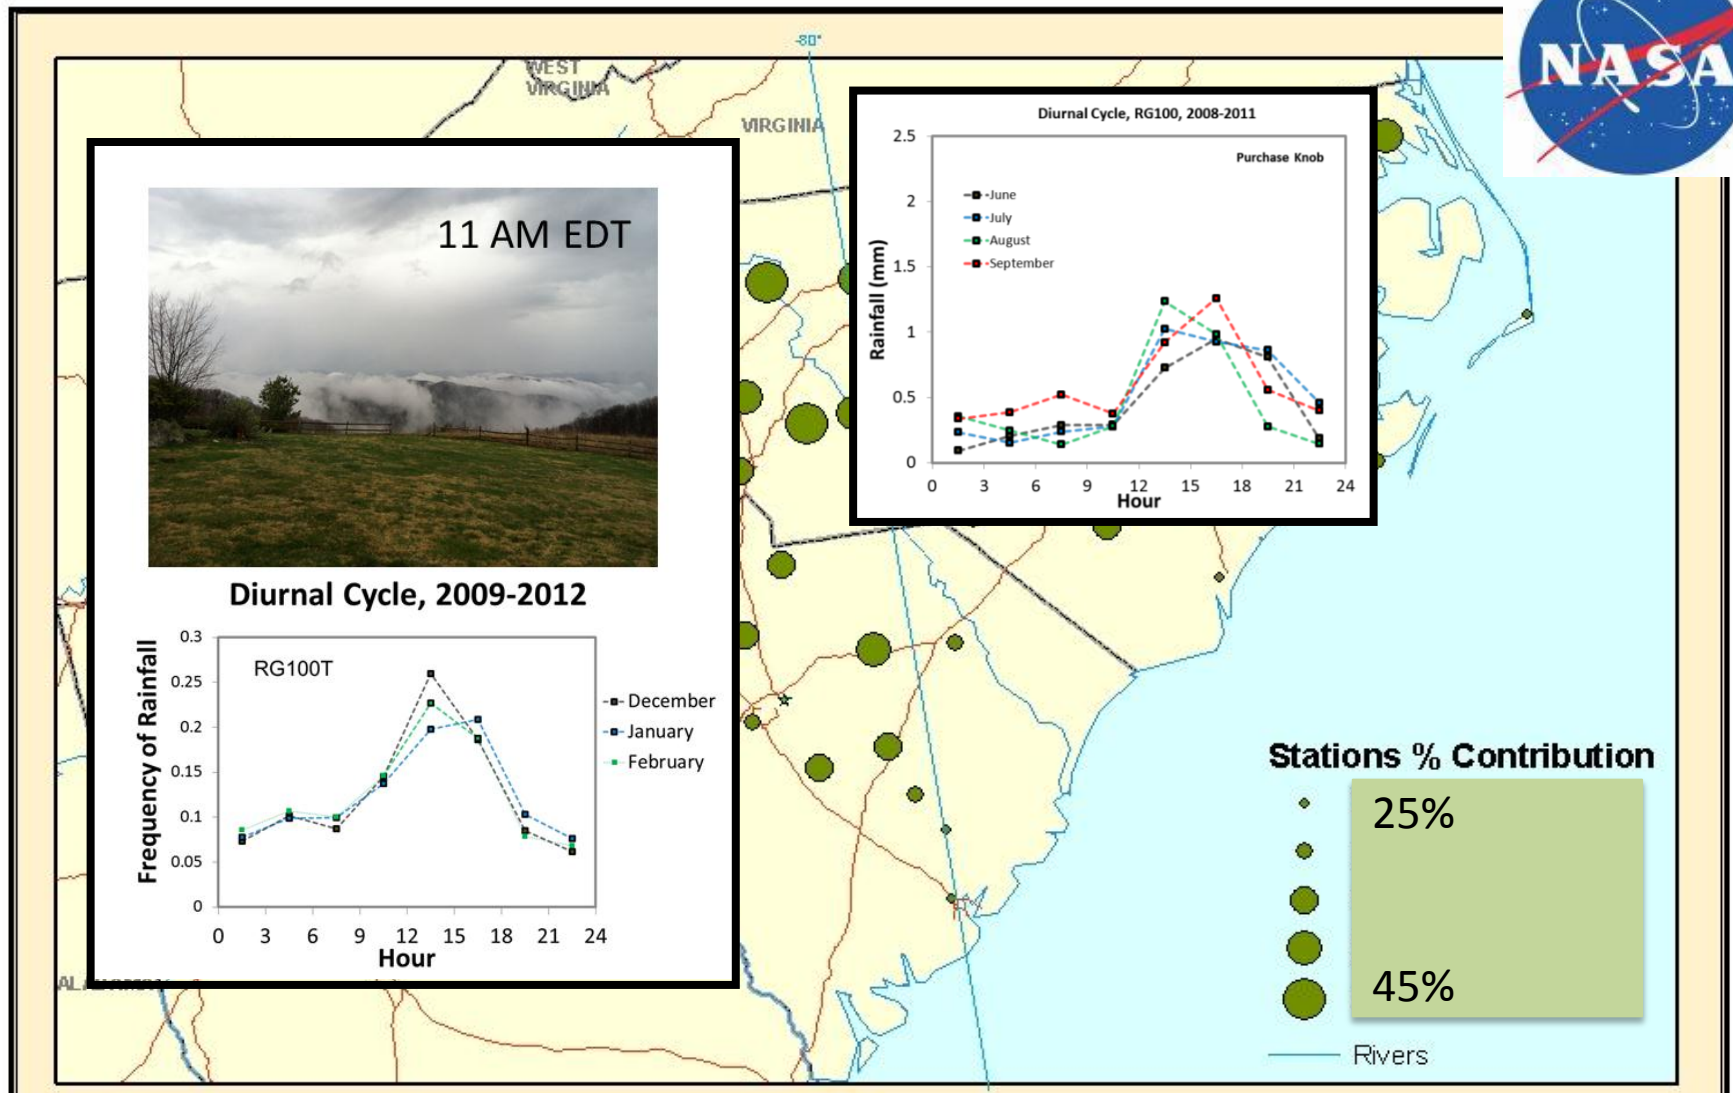 -80°
NASA
WEST
VIRGINIA
VIRGINIA
Diurnal Cycle, RG100, 2008-2011
Purchase Knob
2.5
2
1.5
1
0.5
0
Rainfall (mm)
June
July
August
September
0 3 6 9 12 15 18 21 24
Hour
11 AM EDT
Diurnal Cycle, 2009-2012
RG100T
0.3
0.25
0.2
0.15
0.1
0.05
0
Frequency of Rainfall
December
January
February
0 3 6 9 12 15 18 21 24
Hour
Stations % Contribution
25%
45%
Rivers